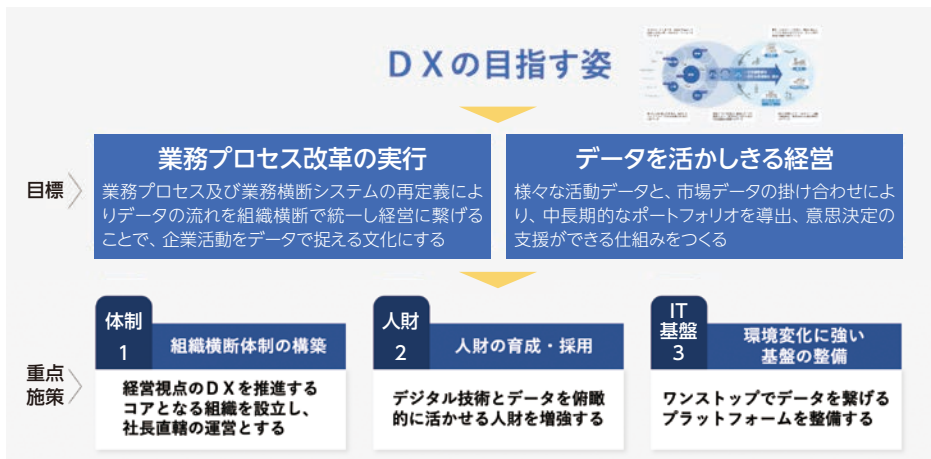 DXの目指す姿
目標
業務プロセス改革の実行
業務プロセス及び業務横断システムの再定義によ
りデータの流れを組織横断で統一し経営に繋げる
ことで、企業活動をデータで捉える文化にする
データを活かしきる経営
様々な活動データと、市場データの掛け合わせによ
り、中長期的なポートフォリオを導出、意思決定の
支援ができる仕組みをつくる
重点
施策
体制
1
組織横断体制の構築
経営視点のDXを推進する
コアとなる組織を設立し、
社長直轄の運営とする
人財
2
人財の育成・採用
デジタル技術とデータを俯瞰
的に活かせる人財を増強する
IT
基盤
3
環境変化に強い
基盤の整備
ワンストップでデータを繋げる
プラットフォームを整備する